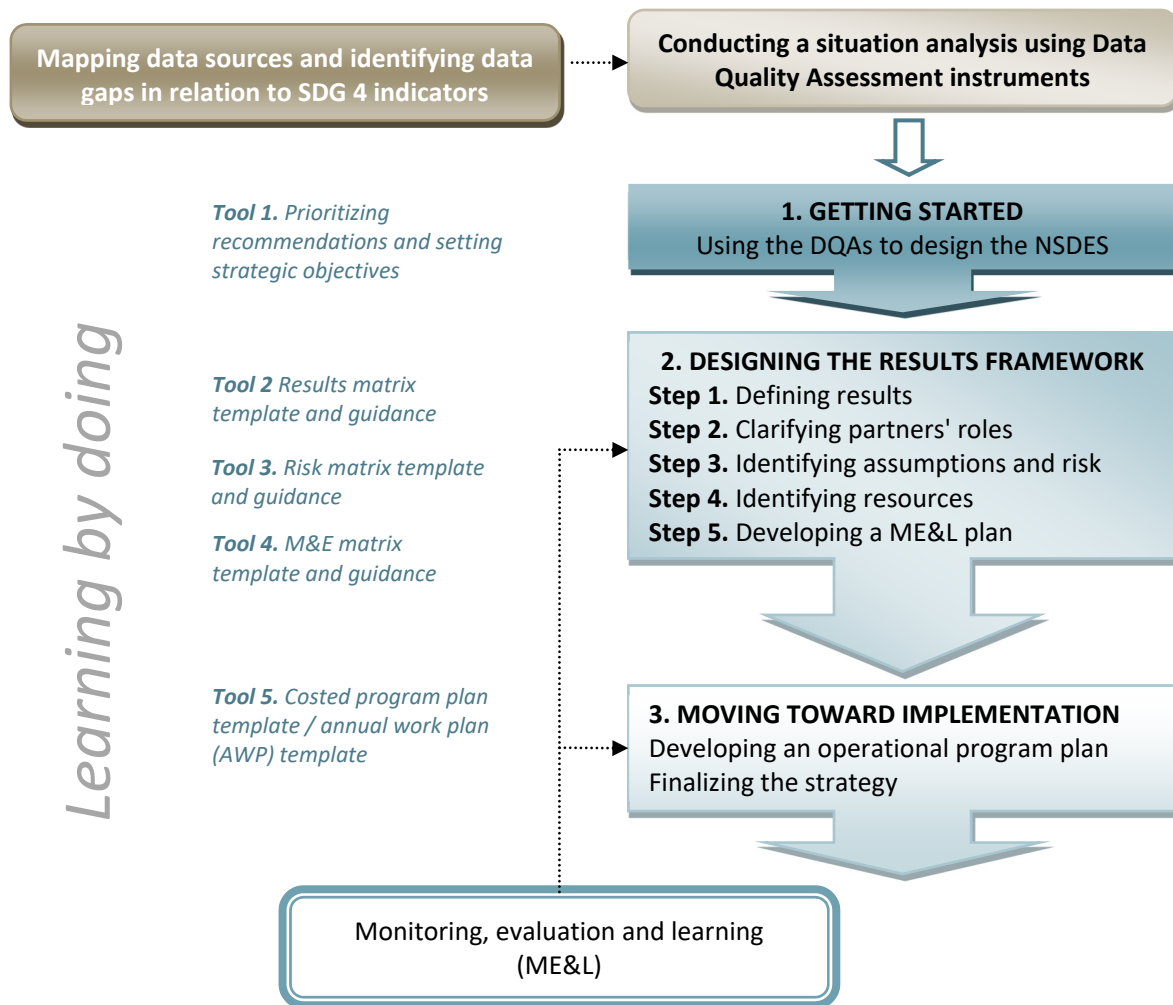 Mapping data sources and identifying data
gaps in relation to SDG 4 indicators
Conducting a situation analysis using Data
Quality Assessment instruments
Tool 1. Prioritizing
recommendations and setting
strategic objectives
1. GETTING STARTED
Using the DQAs to design the NSDES
Learning by doing
Tool 2 Results matrix
template and guidance
Tool 3. Risk matrix template
and guidance
Tool 4. M&E matrix
template and guidance
2. DESIGNING THE RESULTS FRAMEWORK
Step 1. Defining results
Step 2. Clarifying partners' roles
Step 3. Identifying assumptions and risk
Step 4. Identifying resources
Step 5. Developing a ME&L plan
Tool 5. Costed program plan
template / annual work plan
(AWP) template
3. MOVING TOWARD IMPLEMENTATION
Developing an operational program plan
Finalizing the strategy
Monitoring, evaluation and learning
(ME&L)